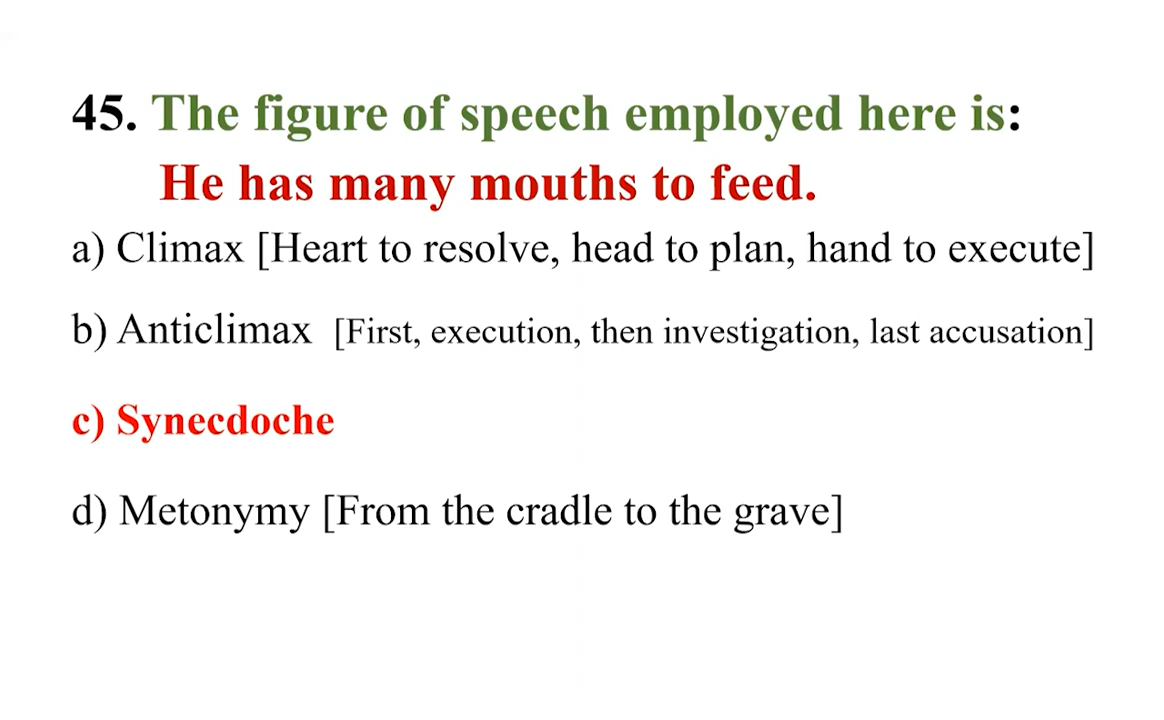 45. The figure of speech employed here is:
He has many mouths to feed.
a) Climax [Heart to resolve, head to plan, hand to execute]
b) Anticlimax [First, execution, then investigation, last accusation]
c) Synecdoche
d) Metonymy [From the cradle to the grave]